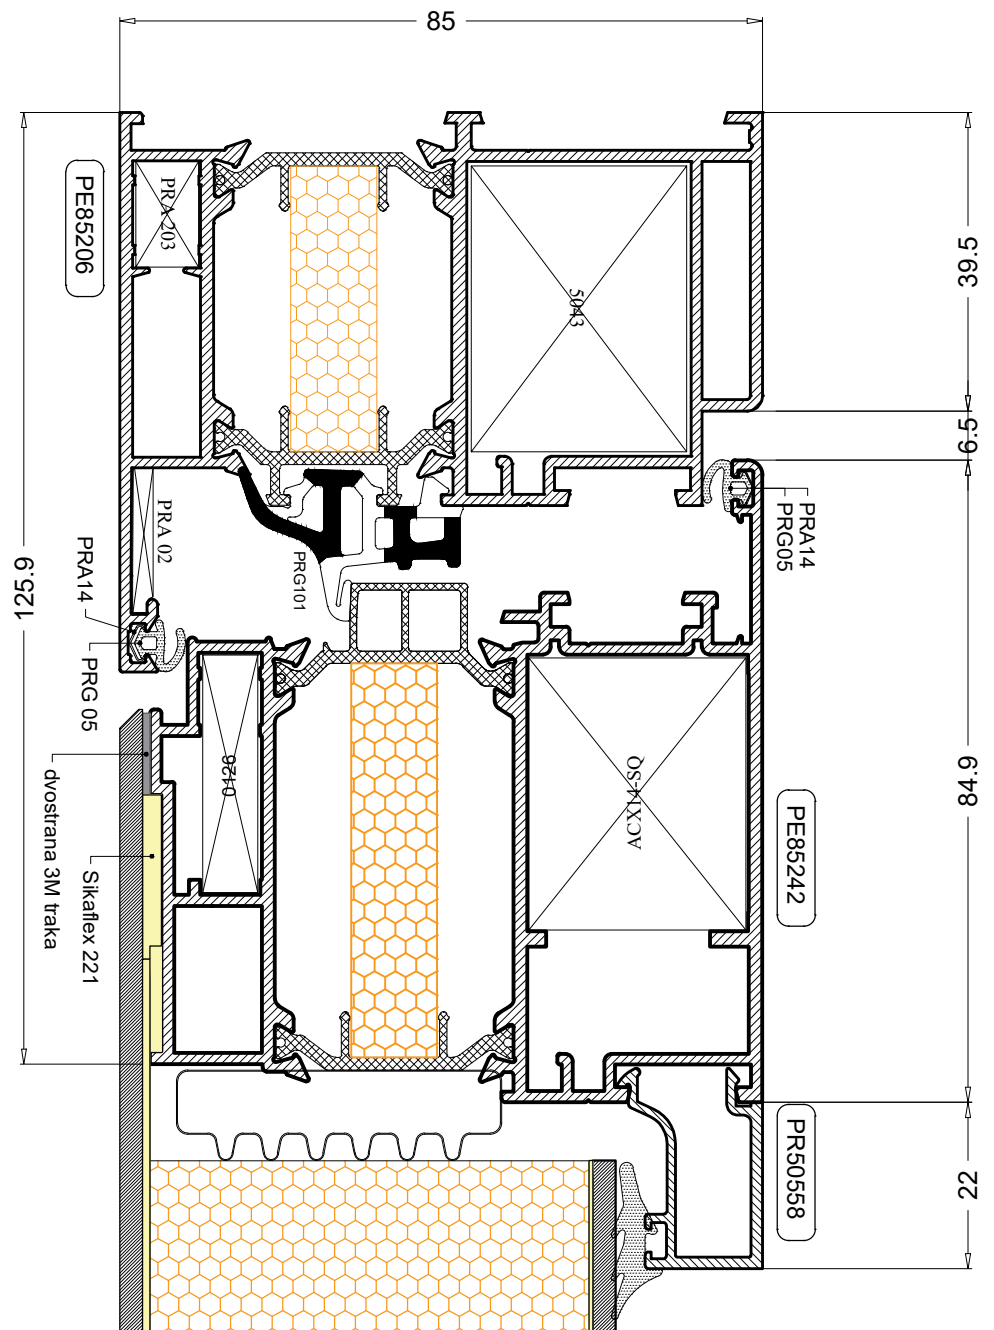 85
PE85206
PRA 203
5043
39.5
6.5
PRA14
PRG05
PRA 02
PRG101
125.9
PRA14
PRG 05
0126
ACX14-SQ
PE85242
84.9
dvostrana 3M traka
Sikaflex 221
PR50558
22